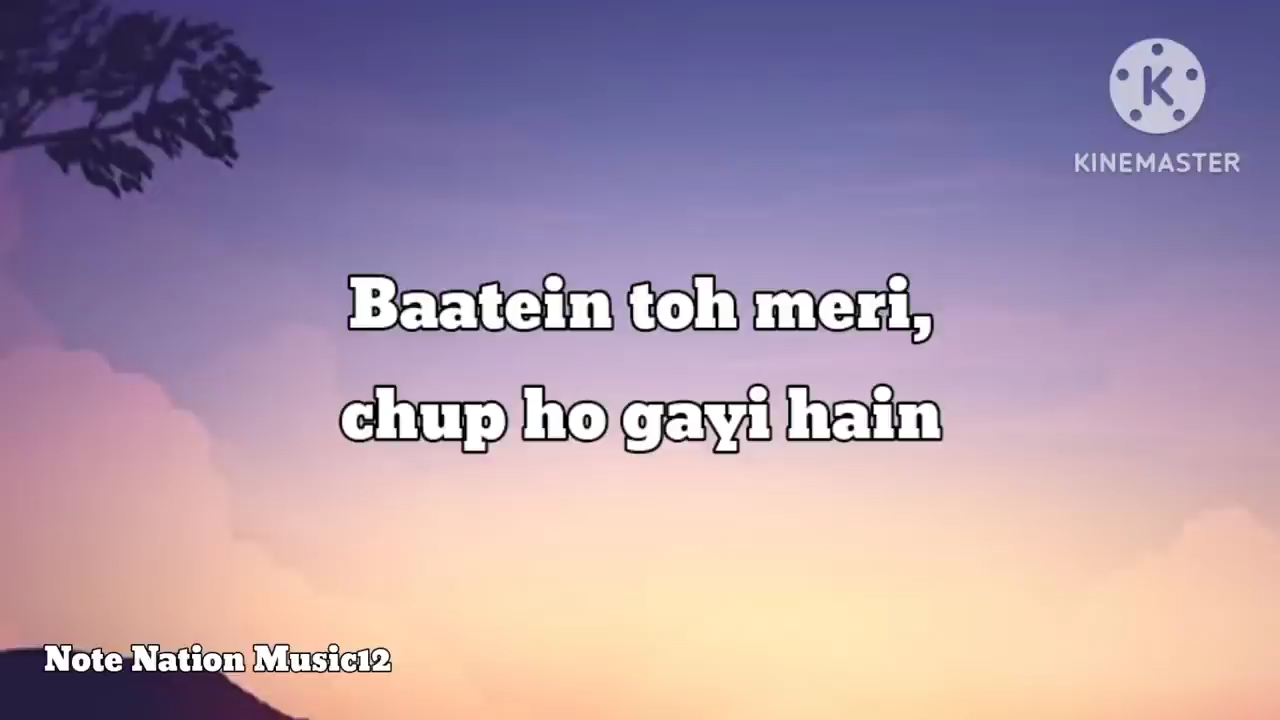 K
KINEMASTER
Baatein toh meri,
chup ho gayi hain
Note Nation Music12